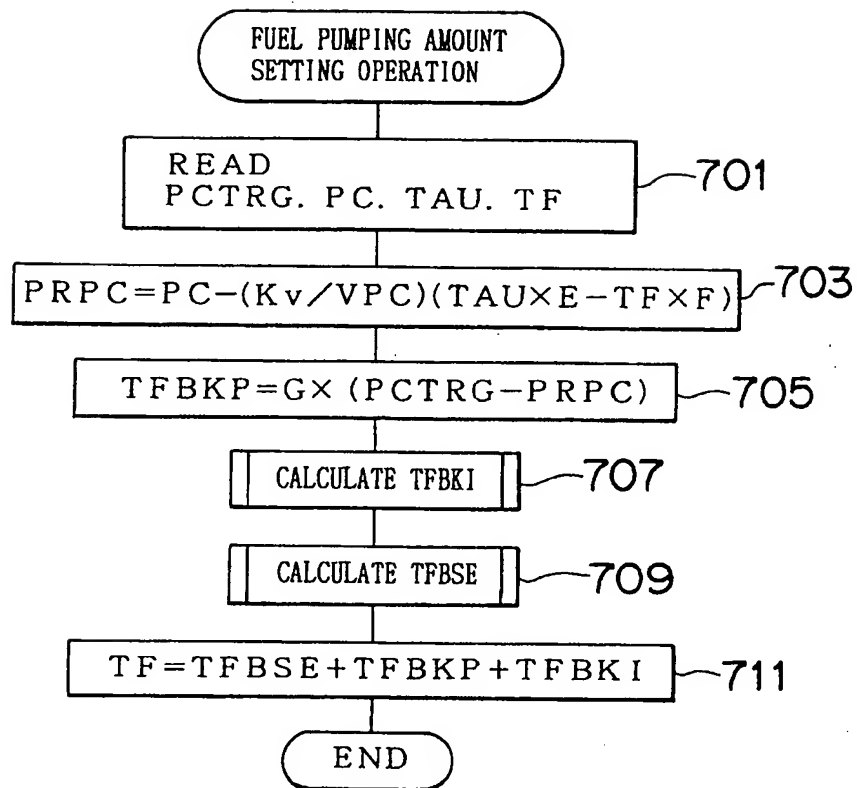 FUEL PUMPING AMOUNT
SETTING OPERATION
READ
PCTRG. PC. TAU. TF
701
PRPC=PC-(Kv/VPC)(TAU×E-TF×F)
703
TFBKP=G×(PCTRG-PRPC)
705
CALCULATE TFBKI
707
CALCULATE TFBSE
709
TF=TFBSE+TFBKP+TFBKI
711
END